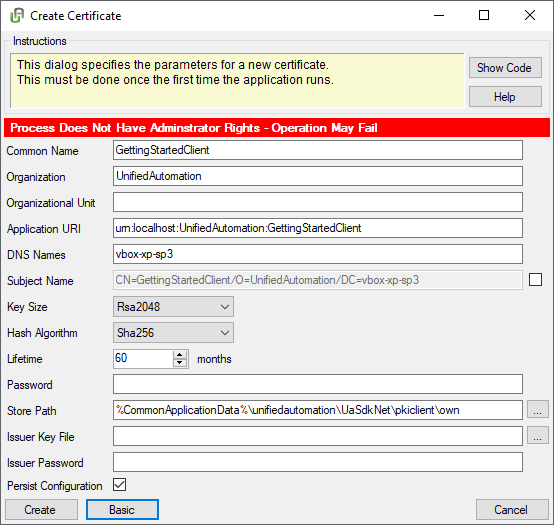 Create Certificate
Instructions
This dialog specifies the parameters for a new certificate.
This must be done once the first time the application runs.
Show Code
Help
Process Does Not Have Adminstrator Rights - Operation May Fail
Common Name GettingStartedClient
Organization UnifiedAutomation
Organizational Unit
Application URI urn:localhost:UnifiedAutomation:GettingStartedClient
DNS Names vbox-xp-sp3
Subject Name CN=GettingStartedClient/O=UnifiedAutomation/DC=vbox-xp-sp3
Key Size Rsa2048
Hash Algorithm Sha256
Lifetime 60 months
Password
Store Path %CommonApplicationData%\unifiedautomation\UaSdkNet\pkiclient\own ...
Issuer Key File ...
Issuer Password
Persist Configuration
Create Basic Cancel